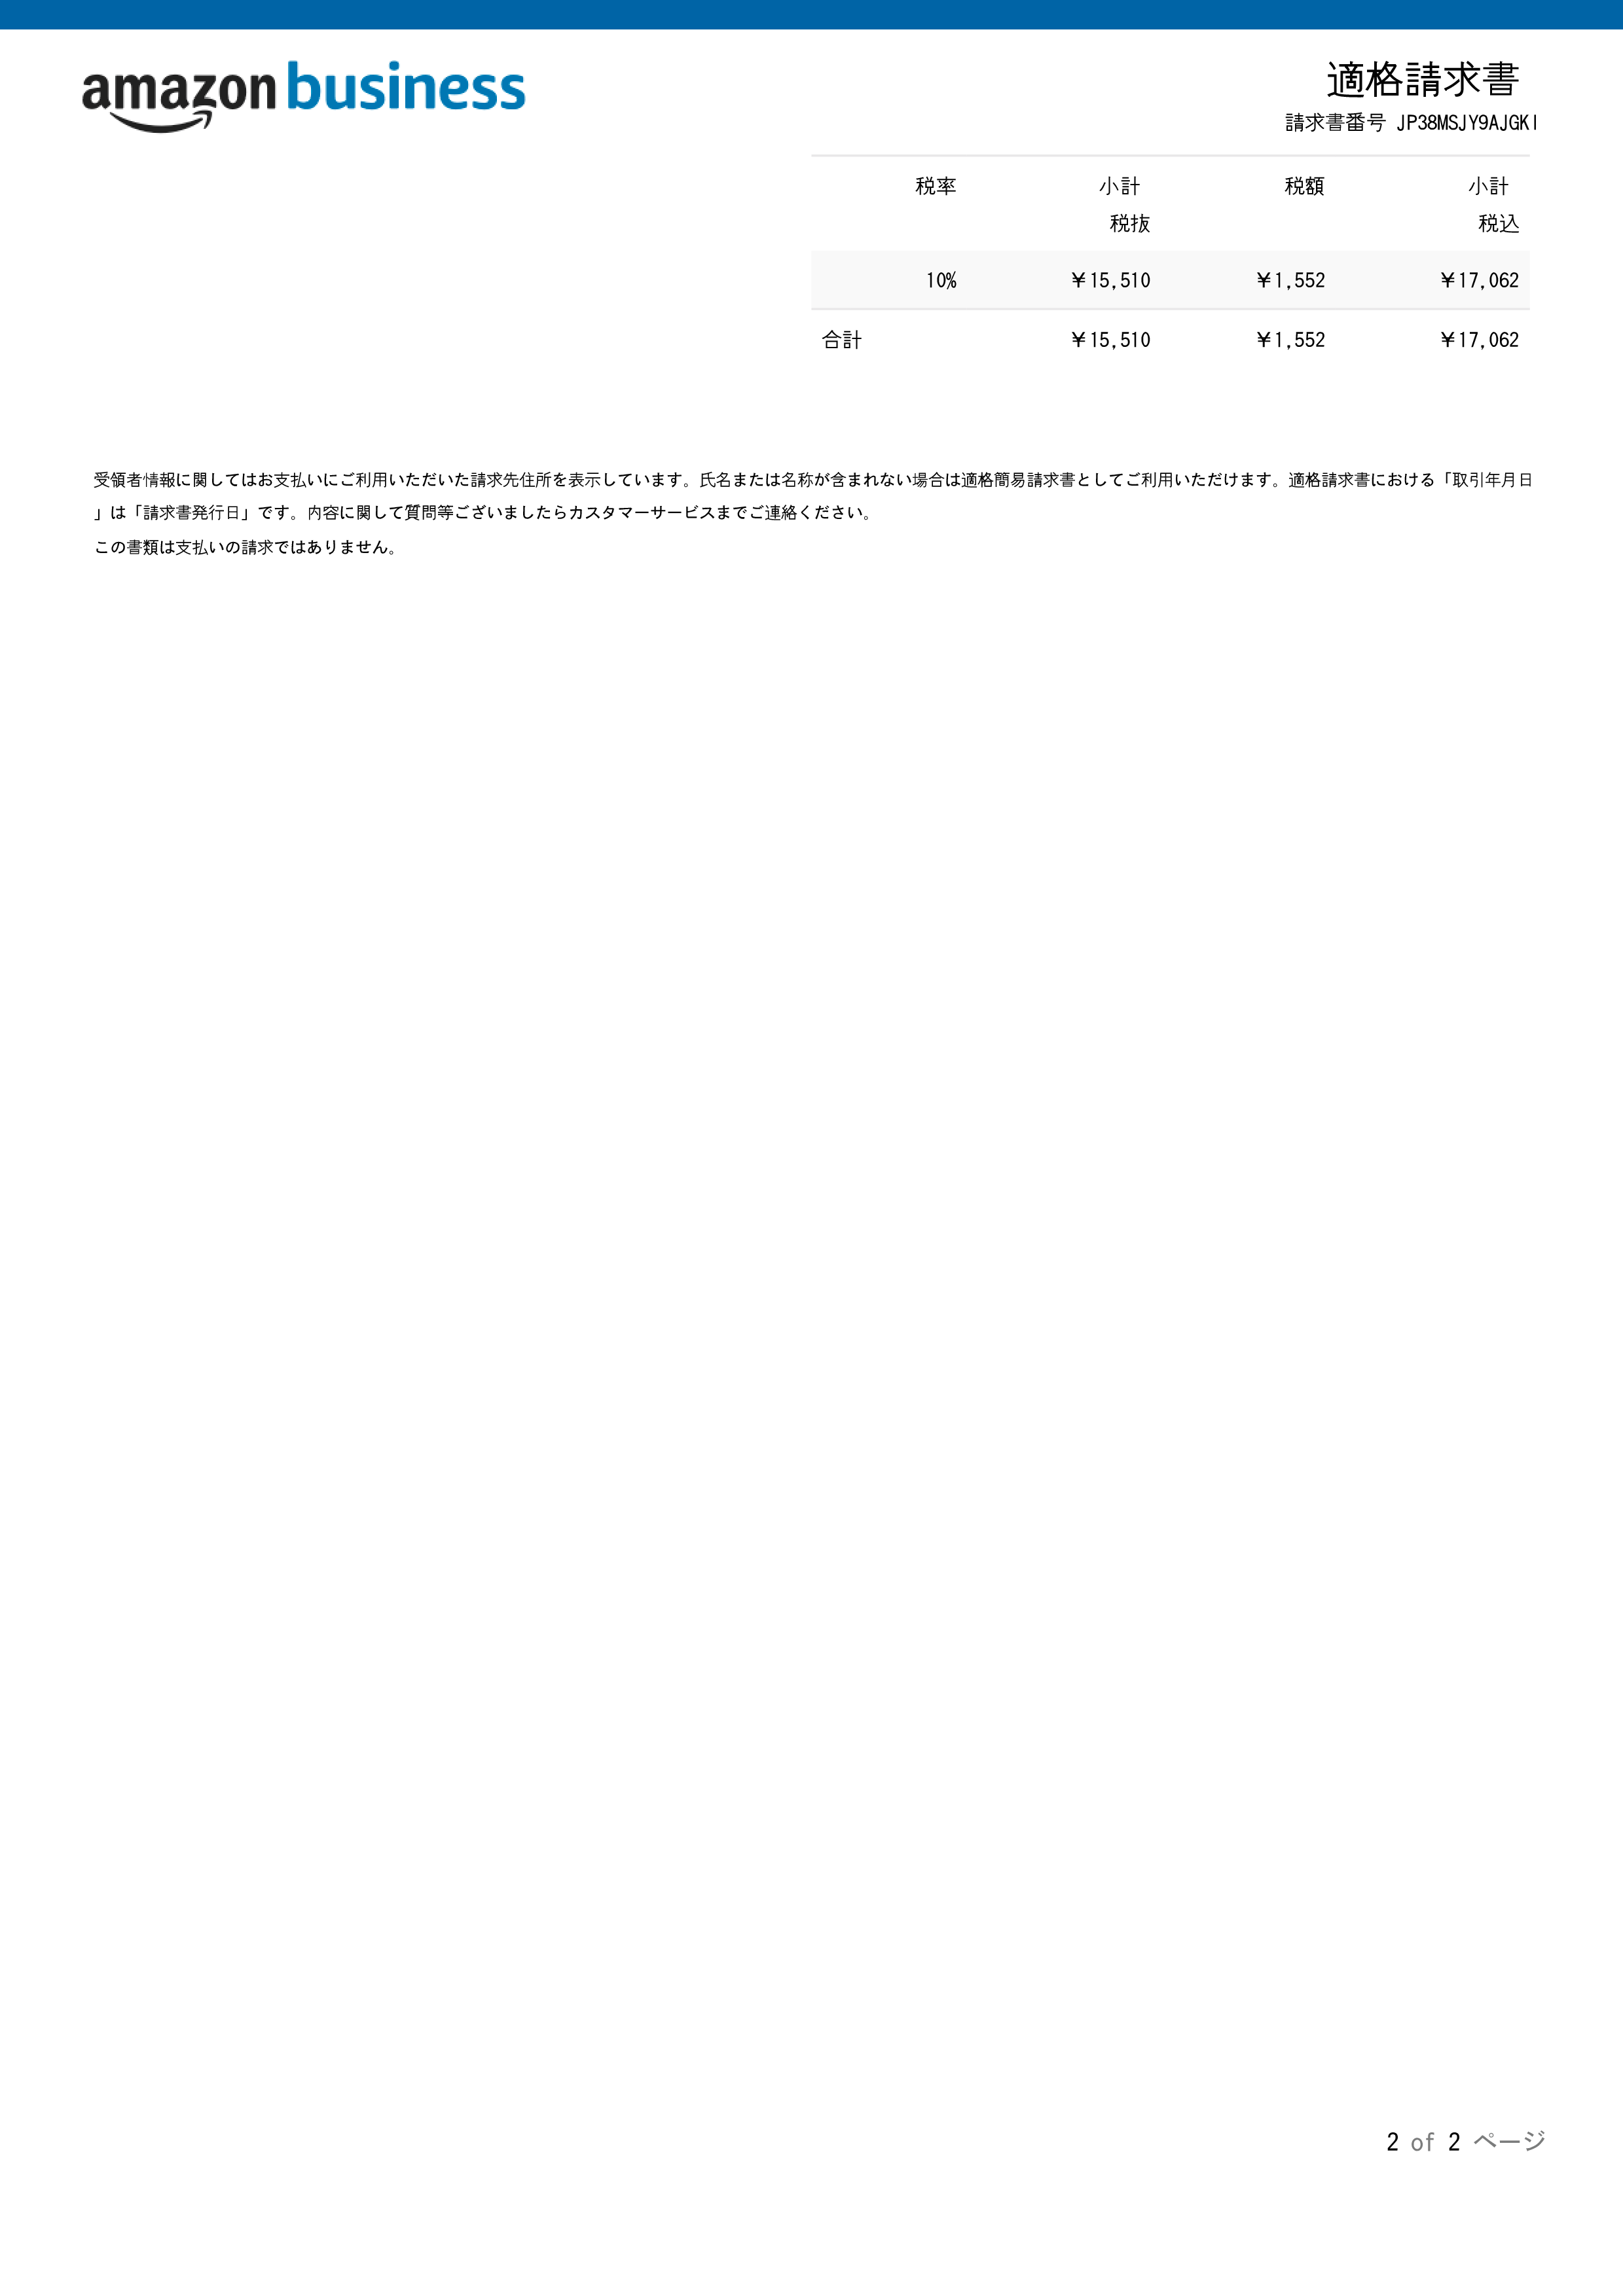 amazon business
適格請求書
請求書番号 JP38MSJY9AJGKI
税率 小計 税額 小計
税抜 税込
10% ￥15,510 ￥1,552 ￥17,062
合計 ￥15,510 ￥1,552 ￥17,062
受領者情報に関してはお支払いにご利用いただいた請求先住所を表示しています。氏名または名称が含まれない場合は適格簡易請求書としてご利用いただけます。適格請求書における「取引年月日
」は「請求書発行日」です。内容に関して質問等ございましたらカスタマーサービスまでご連絡ください。
この書類は支払いの請求ではありません。
2 of 2 ページ